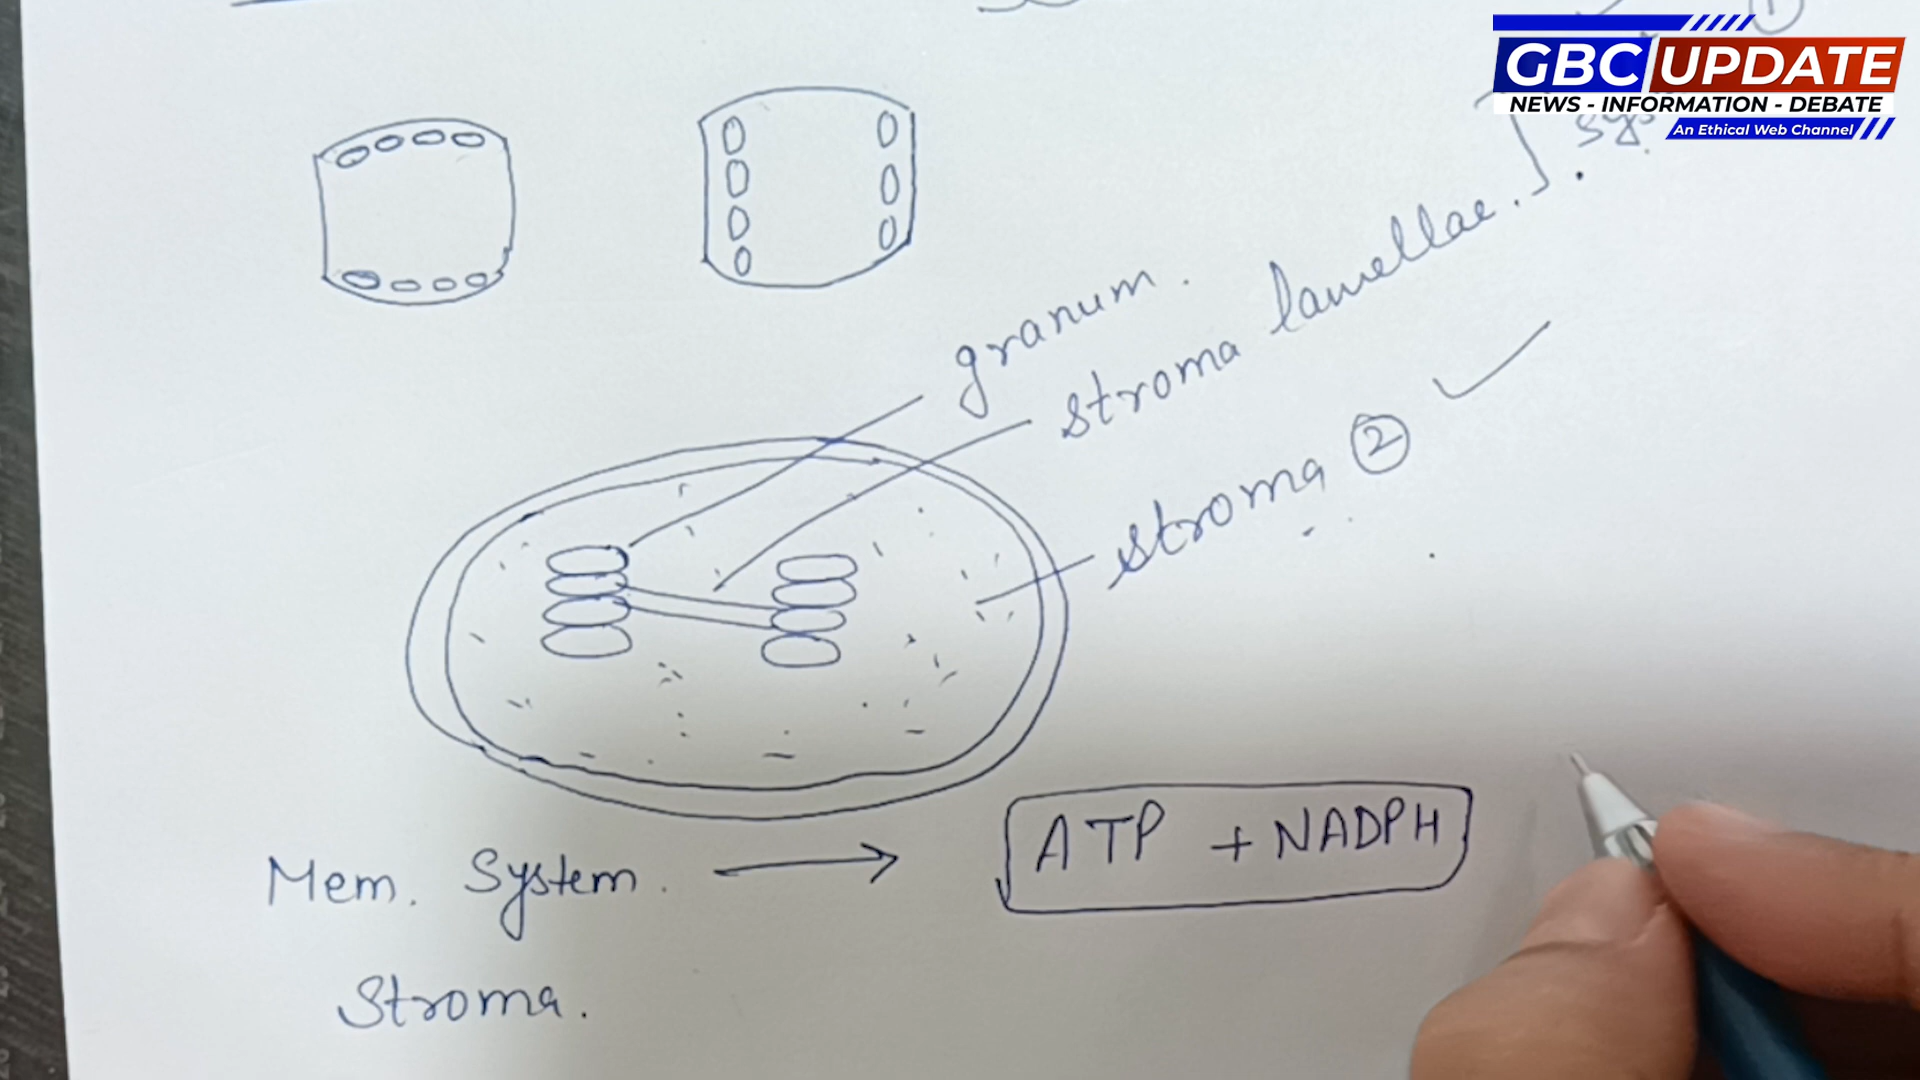 GBC UPDATE
NEWS - INFORMATION - DEBATE
An Ethical Web Channel
granum.
stroma lamellae.
stroma 2
Mem. System.
ATP + NADPH
Stroma.